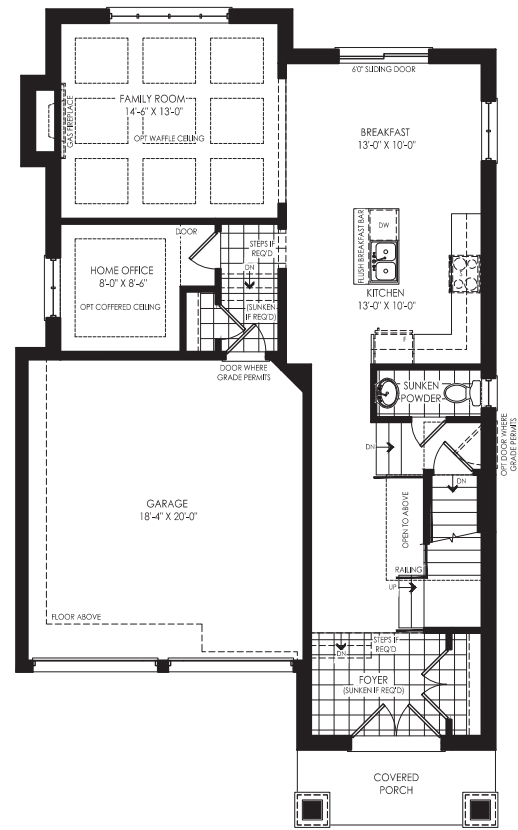 6'0" SLIDING DOOR
FAMILY ROOM
14'-6" X 13'-0"
OPT WAFFLE CEILING
GAS FIREPLACE
BREAKFAST
13'-0" X 10'-0"
FLUSH BREAKFAST BAR
DW
KITCHEN
13'-0" X 10'-0"
F
DOOR
STEPS IF
REQ'D
DN
(SUNKEN
IF REQ'D)
HOME OFFICE
8'-0" X 8'-6"
OPT COFFERED CEILING
DOOR WHERE
GRADE PERMITS
SUNKEN
POWDER
OPT DOOR WHERE
GRADE PERMITS
DN
DN
GARAGE
18'-4" X 20'-0"
OPEN TO ABOVE
RAILING
UP
FLOOR ABOVE
STEPS IF
REQ'D
DN
FOYER
(SUNKEN IF REQ'D)
COVERED
PORCH